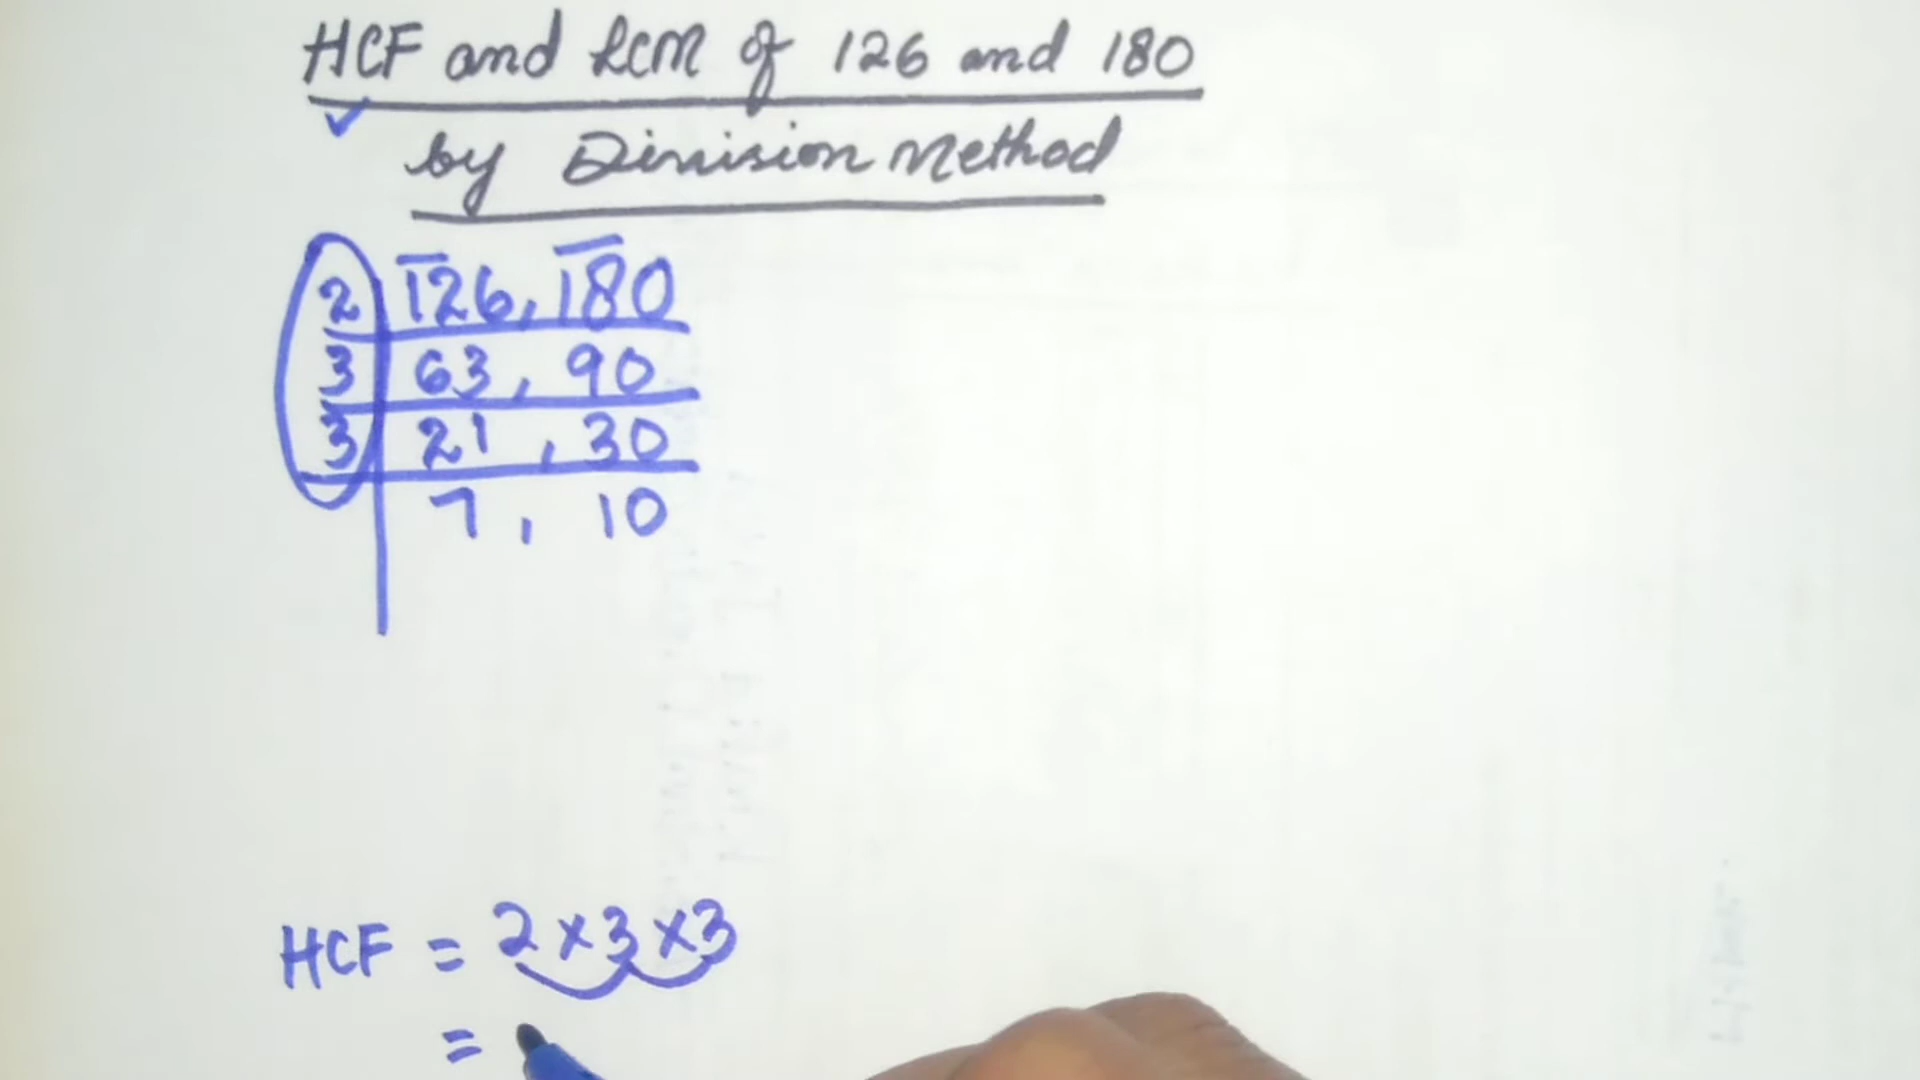 HCF and LCM of 126 and 180
by Division Method
2 126, 180
3 63, 90
3 21, 30
7, 10
HCF = 2×3×3
=